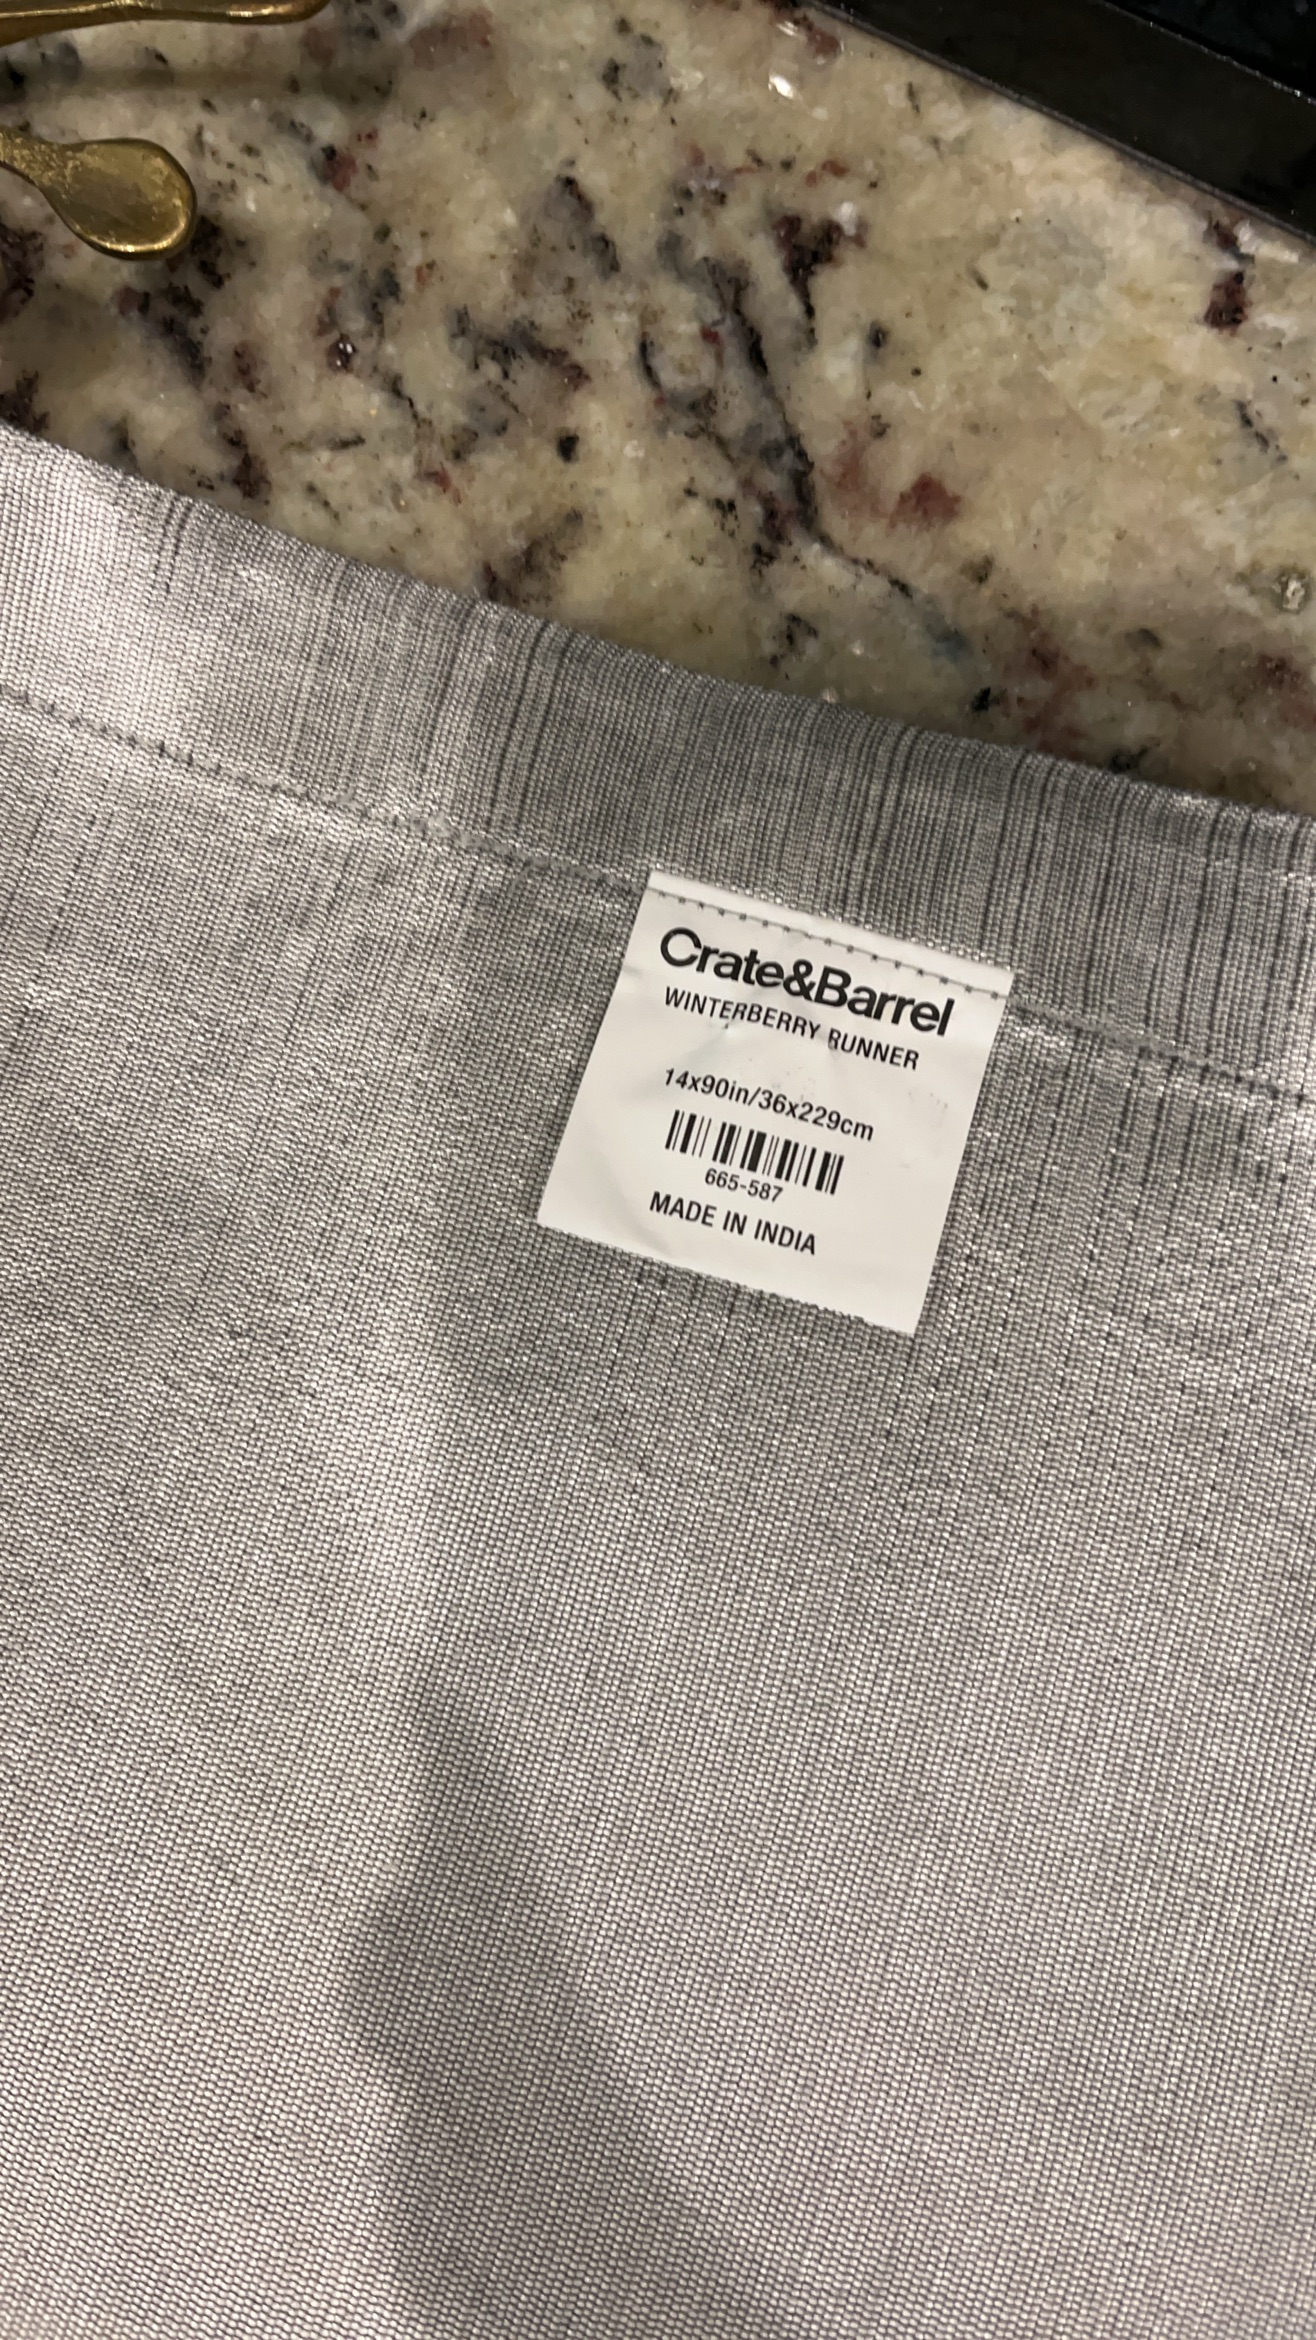 Crate&Barrel
WINTERBERRY RUNNER
14x90in/36x229cm
665-587
MADE IN INDIA